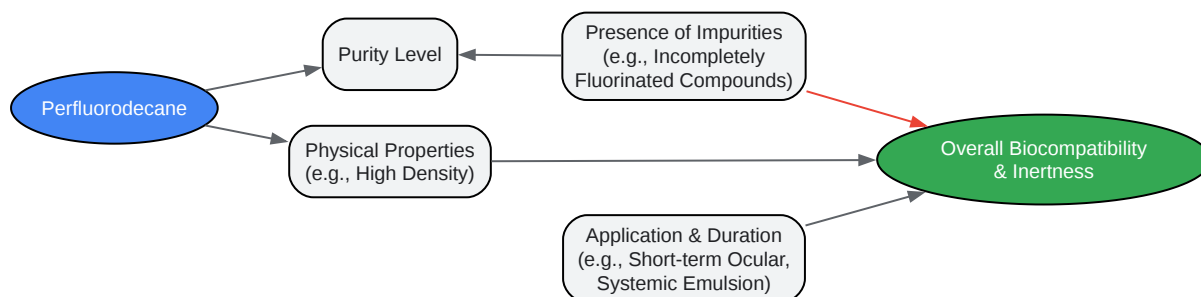 Perfluorodecane
Purity Level
Physical Properties
(e.g., High Density)
Presence of Impurities
(e.g., Incompletely
Fluorinated Compounds)
Application & Duration
(e.g., Short-term Ocular,
Systemic Emulsion)
Overall Biocompatibility
& Inertness